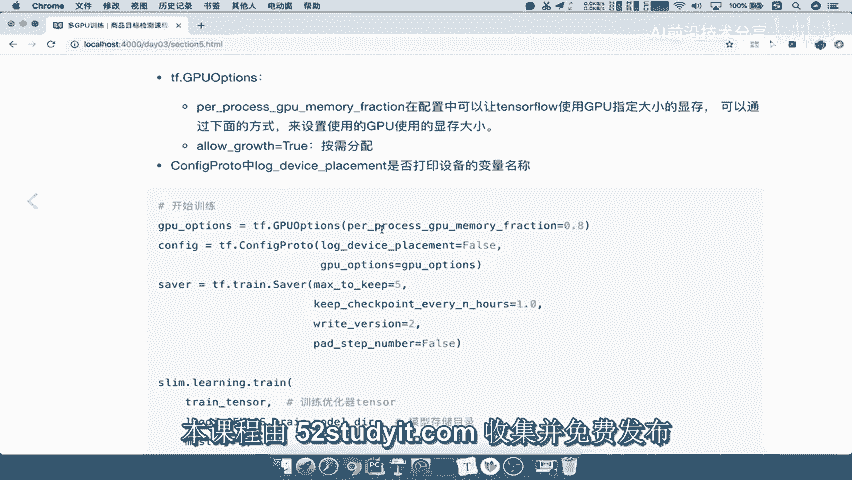 Chrome 文件 修改 视图 历史记录 书签 其他人 电动窗 帮助 100%
多GPU训练 | 商品目标检测课程
localhost:4000/day03/section5.html
AI前沿技术分享
tf.GPUOptions：
per_process_gpu_memory_fraction在配置中可以让tensorflow使用GPU指定大小的显存， 可以通
过下面的方式，来设置使用的GPU使用的显存大小。
allow_growth=True：按需分配
ConfigProto中log_device_placement是否打印设备的变量名称
# 开始训练
gpu_options = tf.GPUOptions(per_process_gpu_memory_fraction=0.8)
config = tf.ConfigProto(log_device_placement=False,
gpu_options=gpu_options)
saver = tf.train.Saver(max_to_keep=5,
keep_checkpoint_every_n_hours=1.0,
write_version=2,
pad_step_number=False)
slim.learning.train(
train_tensor, # 训练优化器tensor
本课程由 52studyit.com 收集并免费发布